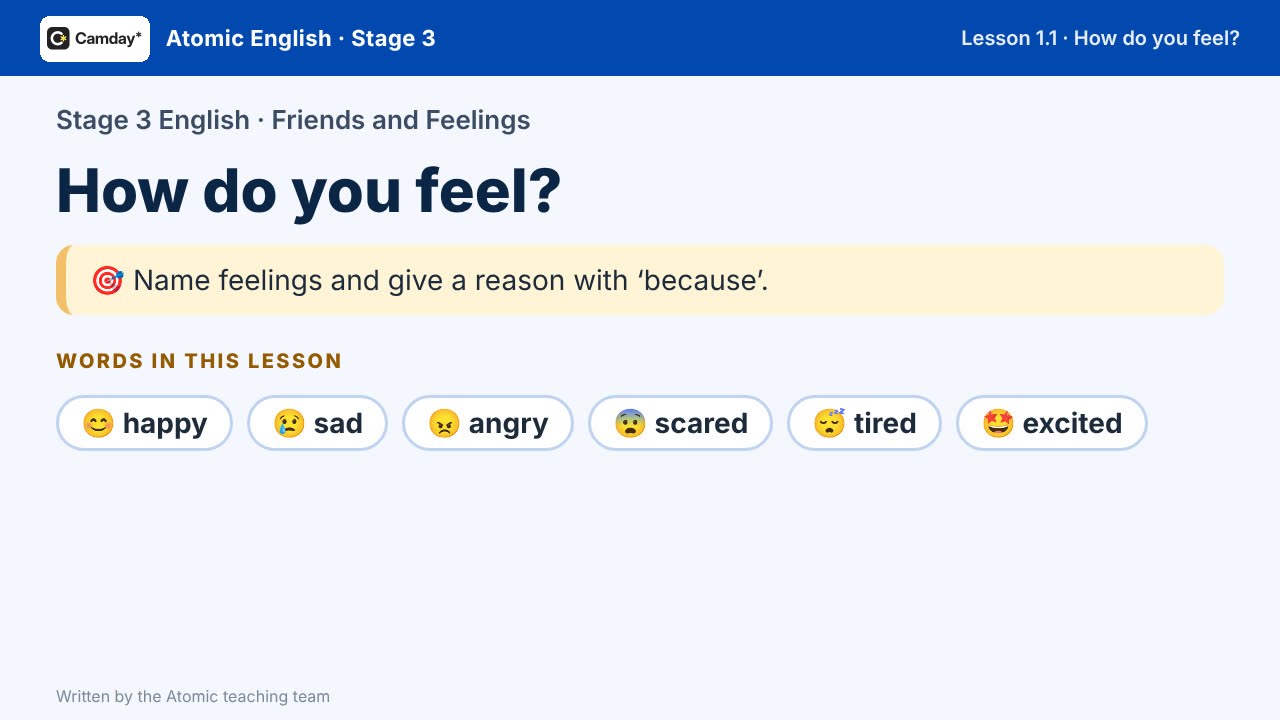 Camday* Atomic English · Stage 3
Lesson 1.1 · How do you feel?
Stage 3 English · Friends and Feelings
How do you feel?
🎯 Name feelings and give a reason with ‘because’.
WORDS IN THIS LESSON
😊 happy 😢 sad 😠 angry 😨 scared 😴 tired 🤩 excited
Written by the Atomic teaching team